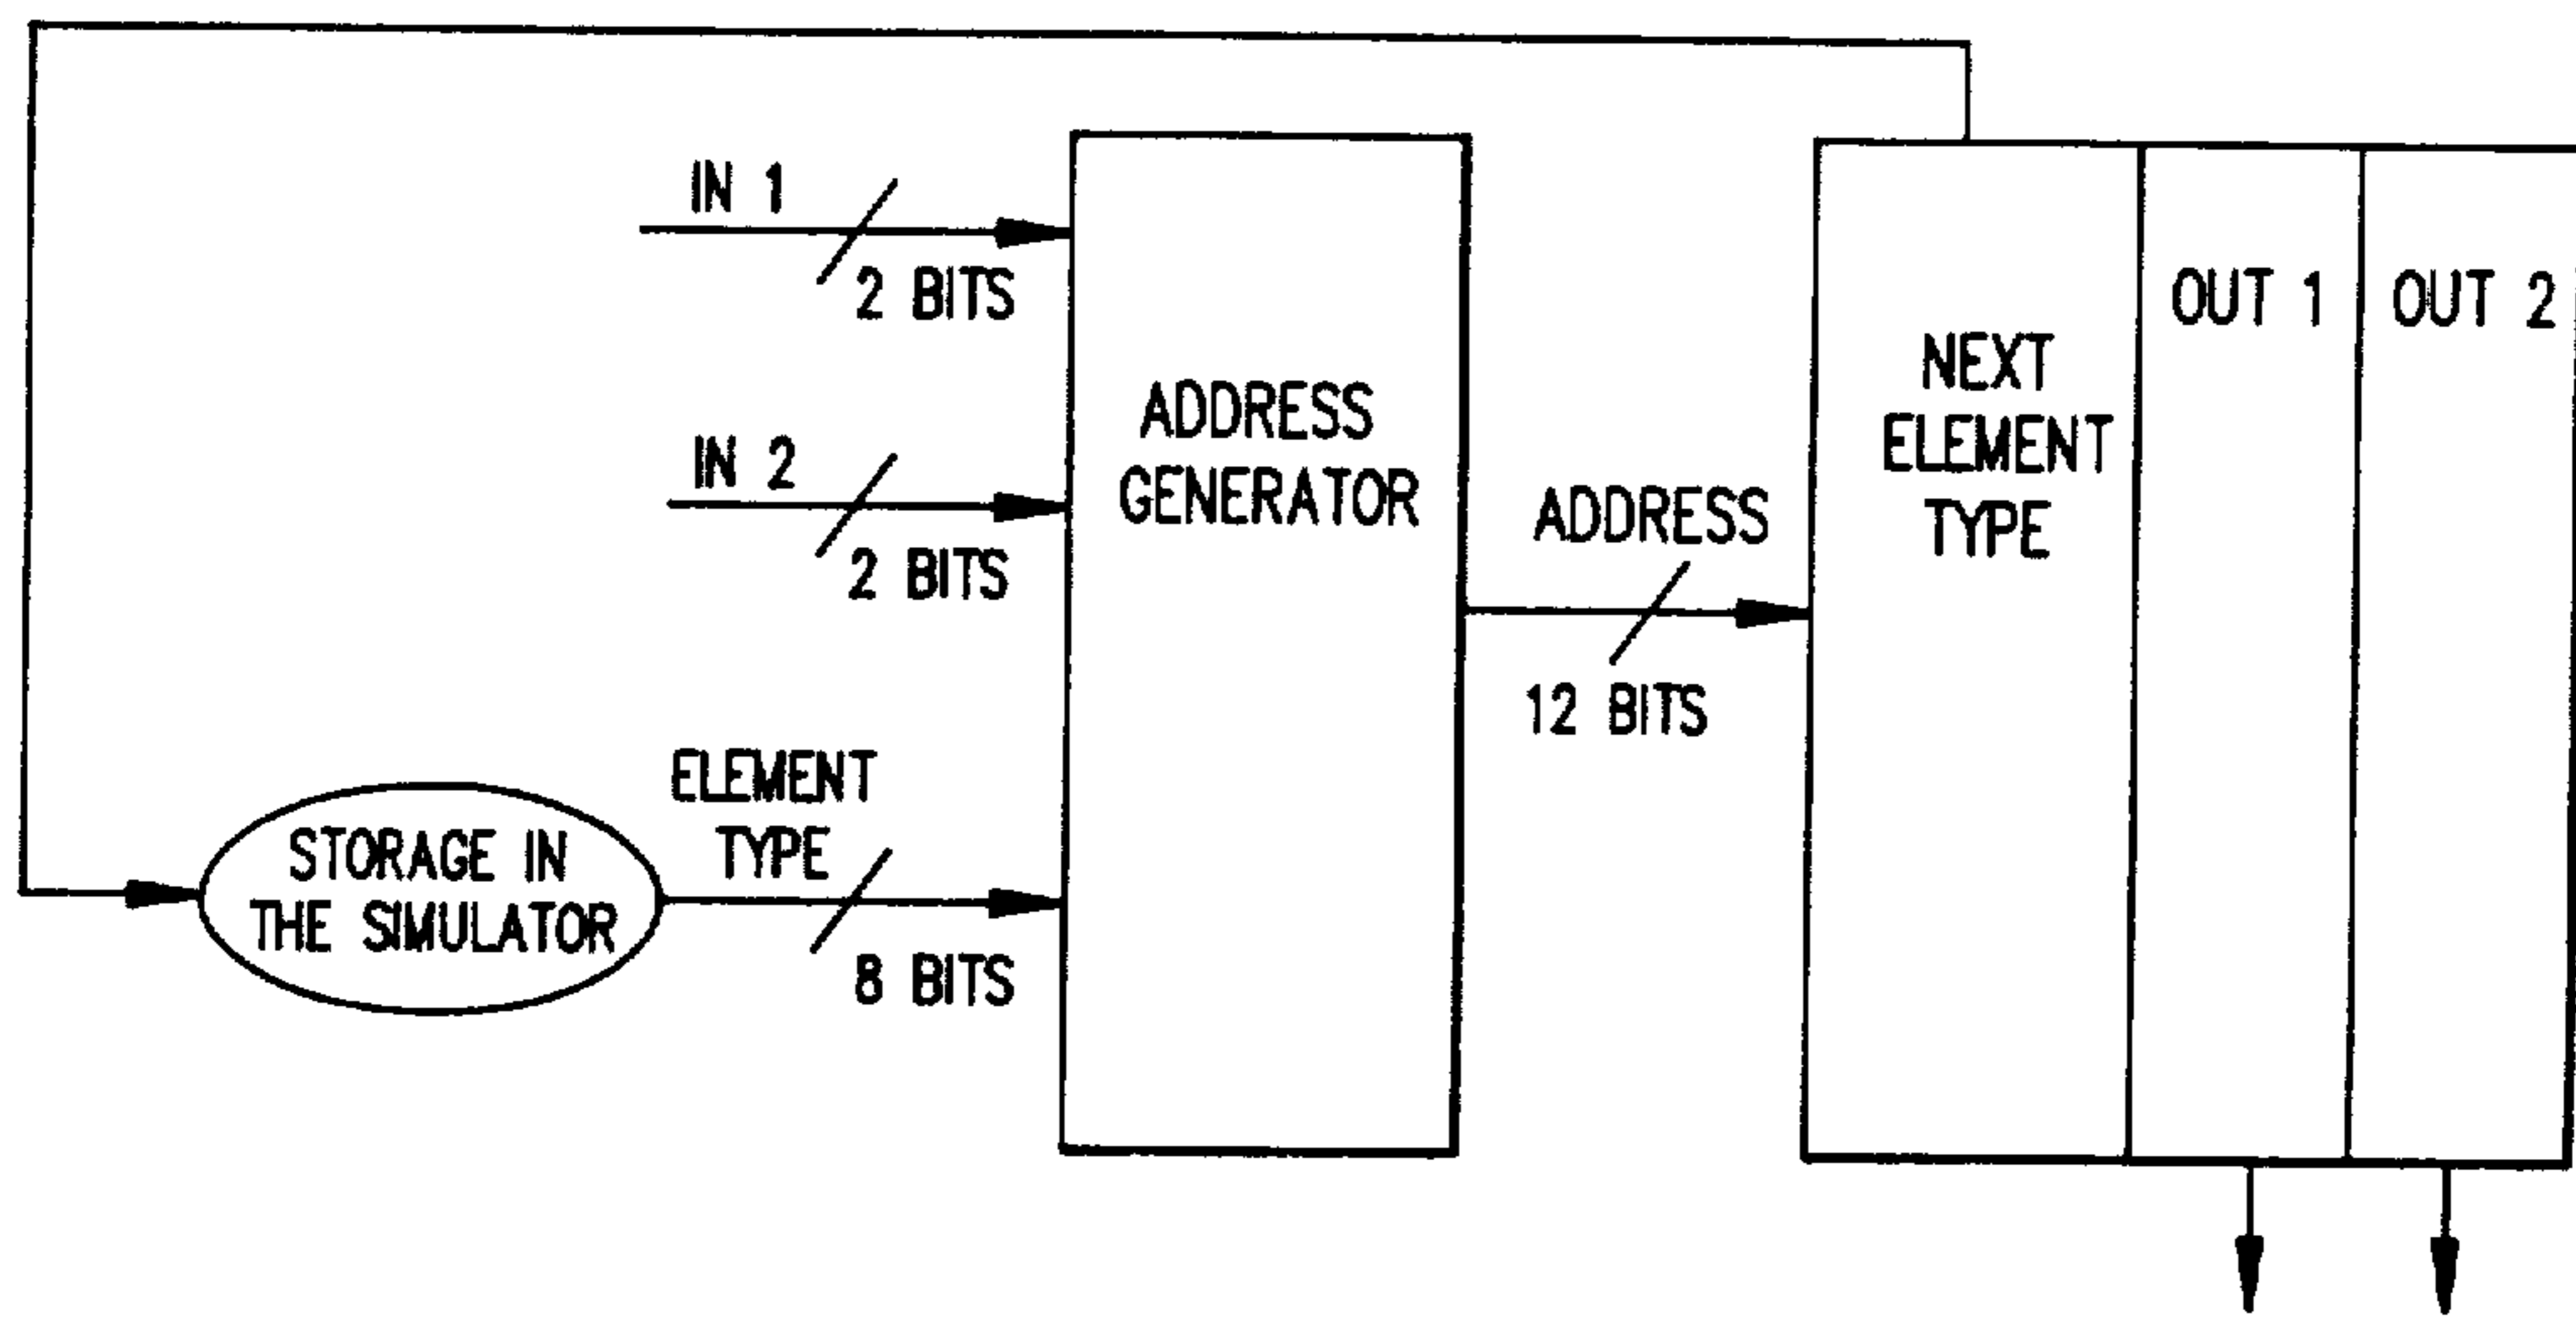 IN 1
2 BITS
IN 2
2 BITS
ELEMENT
TYPE
8 BITS
STORAGE IN
THE SIMULATOR
ADDRESS
GENERATOR
ADDRESS
12 BITS
NEXT
ELEMENT
TYPE
OUT 1
OUT 2